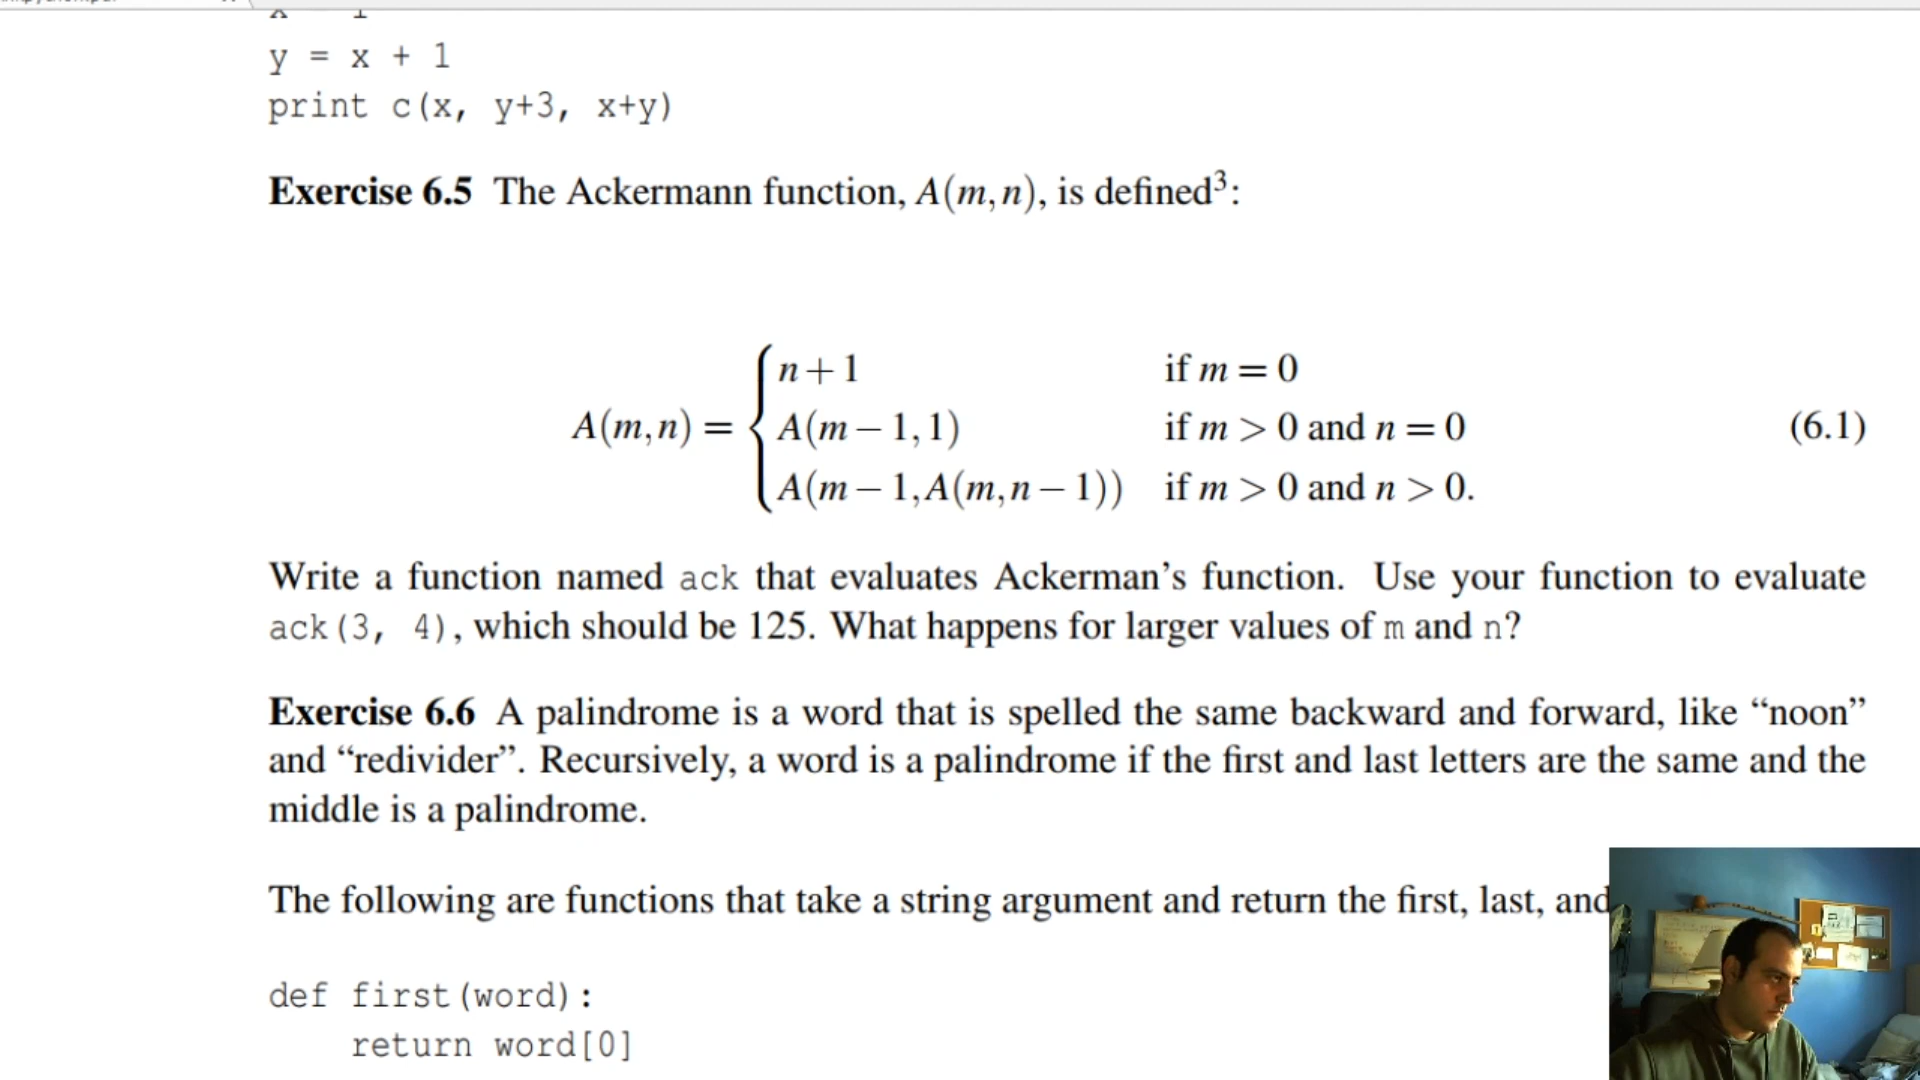 y = x + 1
print c(x, y+3, x+y)
Exercise 6.5 The Ackermann function, A(m,n), is defined³:
A(m,n) = { n+1 if m = 0
A(m−1,1) if m > 0 and n = 0 (6.1)
A(m−1,A(m,n−1)) if m > 0 and n > 0.
Write a function named ack that evaluates Ackerman’s function. Use your function to evaluate
ack(3, 4), which should be 125. What happens for larger values of m and n?
Exercise 6.6 A palindrome is a word that is spelled the same backward and forward, like “noon”
and “redivider”. Recursively, a word is a palindrome if the first and last letters are the same and the
middle is a palindrome.
The following are functions that take a string argument and return the first, last, and
def first(word):
return word[0]